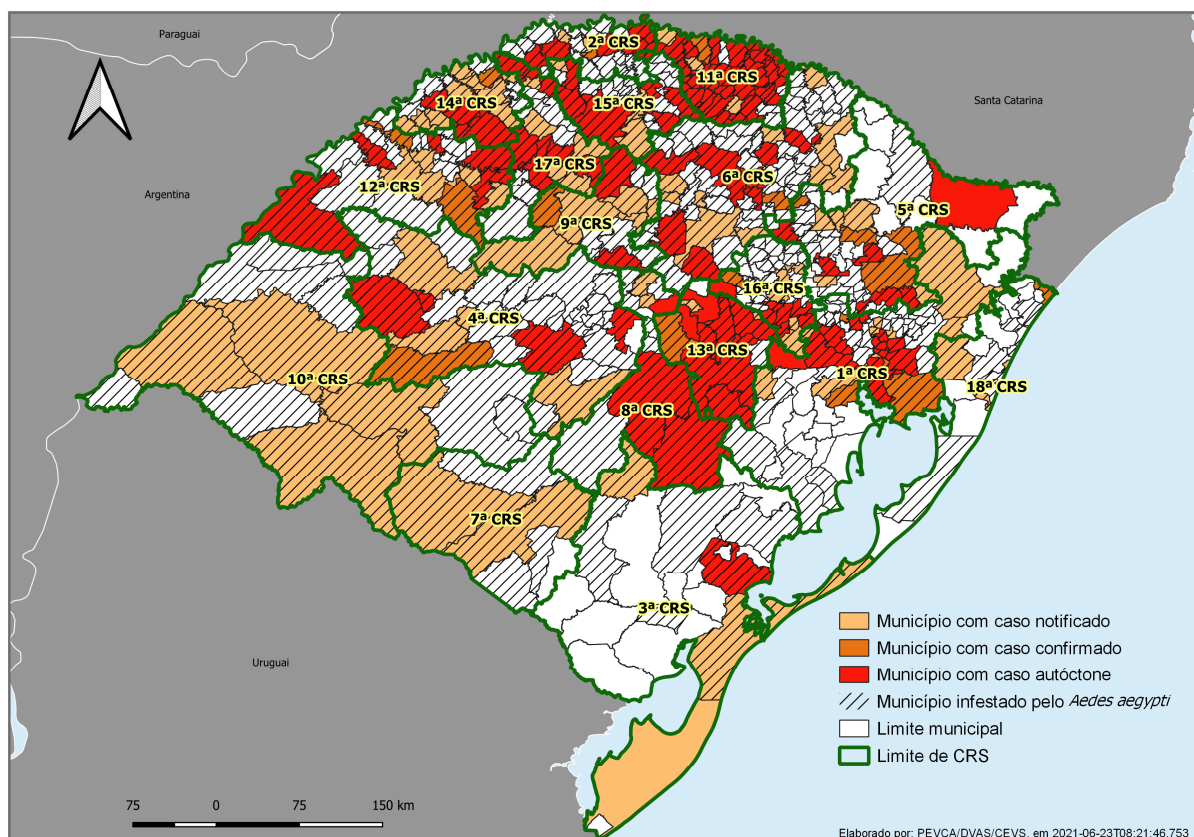 Paraguai
Santa Catarina
Argentina
Uruguai
2ª CRS
11ª CRS
14ª CRS
15ª CRS
17ª CRS
6ª CRS
12ª CRS
5ª CRS
9ª CRS
16ª CRS
4ª CRS
13ª CRS
10ª CRS
1ª CRS
18ª CRS
8ª CRS
7ª CRS
3ª CRS
Município com caso notificado
Município com caso confirmado
Município com caso autóctone
Município infestado pelo Aedes aegypti
Limite municipal
Limite de CRS
75 0 75 150 km
Elaborado por: PEVCA/DVAS/CEVS, em 2021-06-23T08:21:46.753